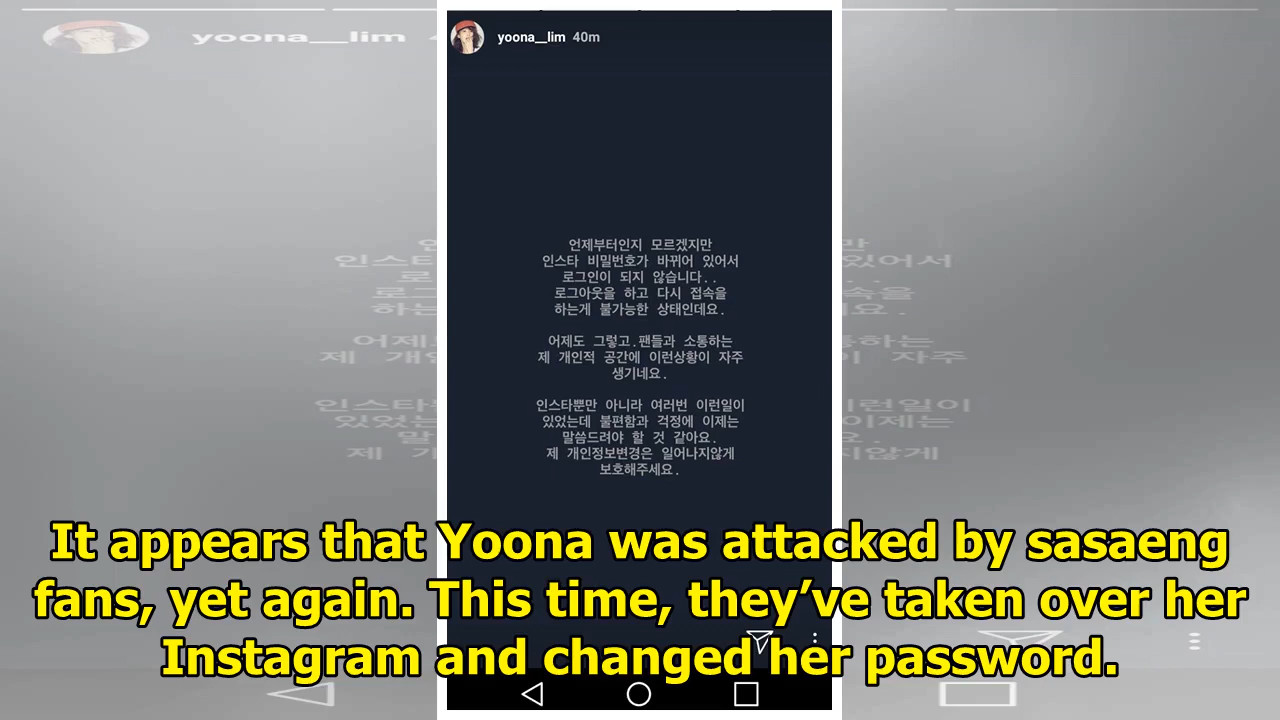 yoona__lim 40m
언제부터인지 모르겠지만
인스타 비밀번호가 바뀌어 있어서
로그인이 되지 않습니다..
로그아웃을 하고 다시 접속을
하는게 불가능한 상태인데요.
어제도 그렇고.팬들과 소통하는
제 개인적 공간에 이런상황이 자주
생기네요.
인스타뿐만 아니라 여러번 이런일이
있었는데 불편함과 걱정에 이제는
말씀드려야 할 것 같아요.
제 개인정보변경은 일어나지않게
보호해주세요.
It appears that Yoona was attacked by sasaeng
fans, yet again. This time, they’ve taken over her
Instagram and changed her password.